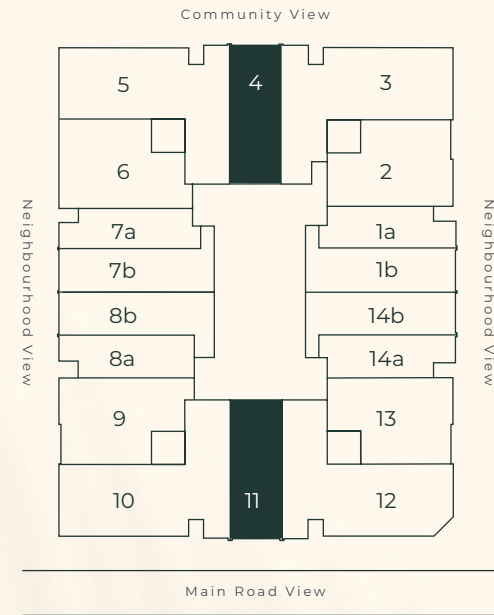 Community View
5 4 3
6 2
7a 1a
7b 1b
8b 14b
8a 14a
9 13
10 11 12
Neighbourhood View
Neighbourhood View
Main Road View